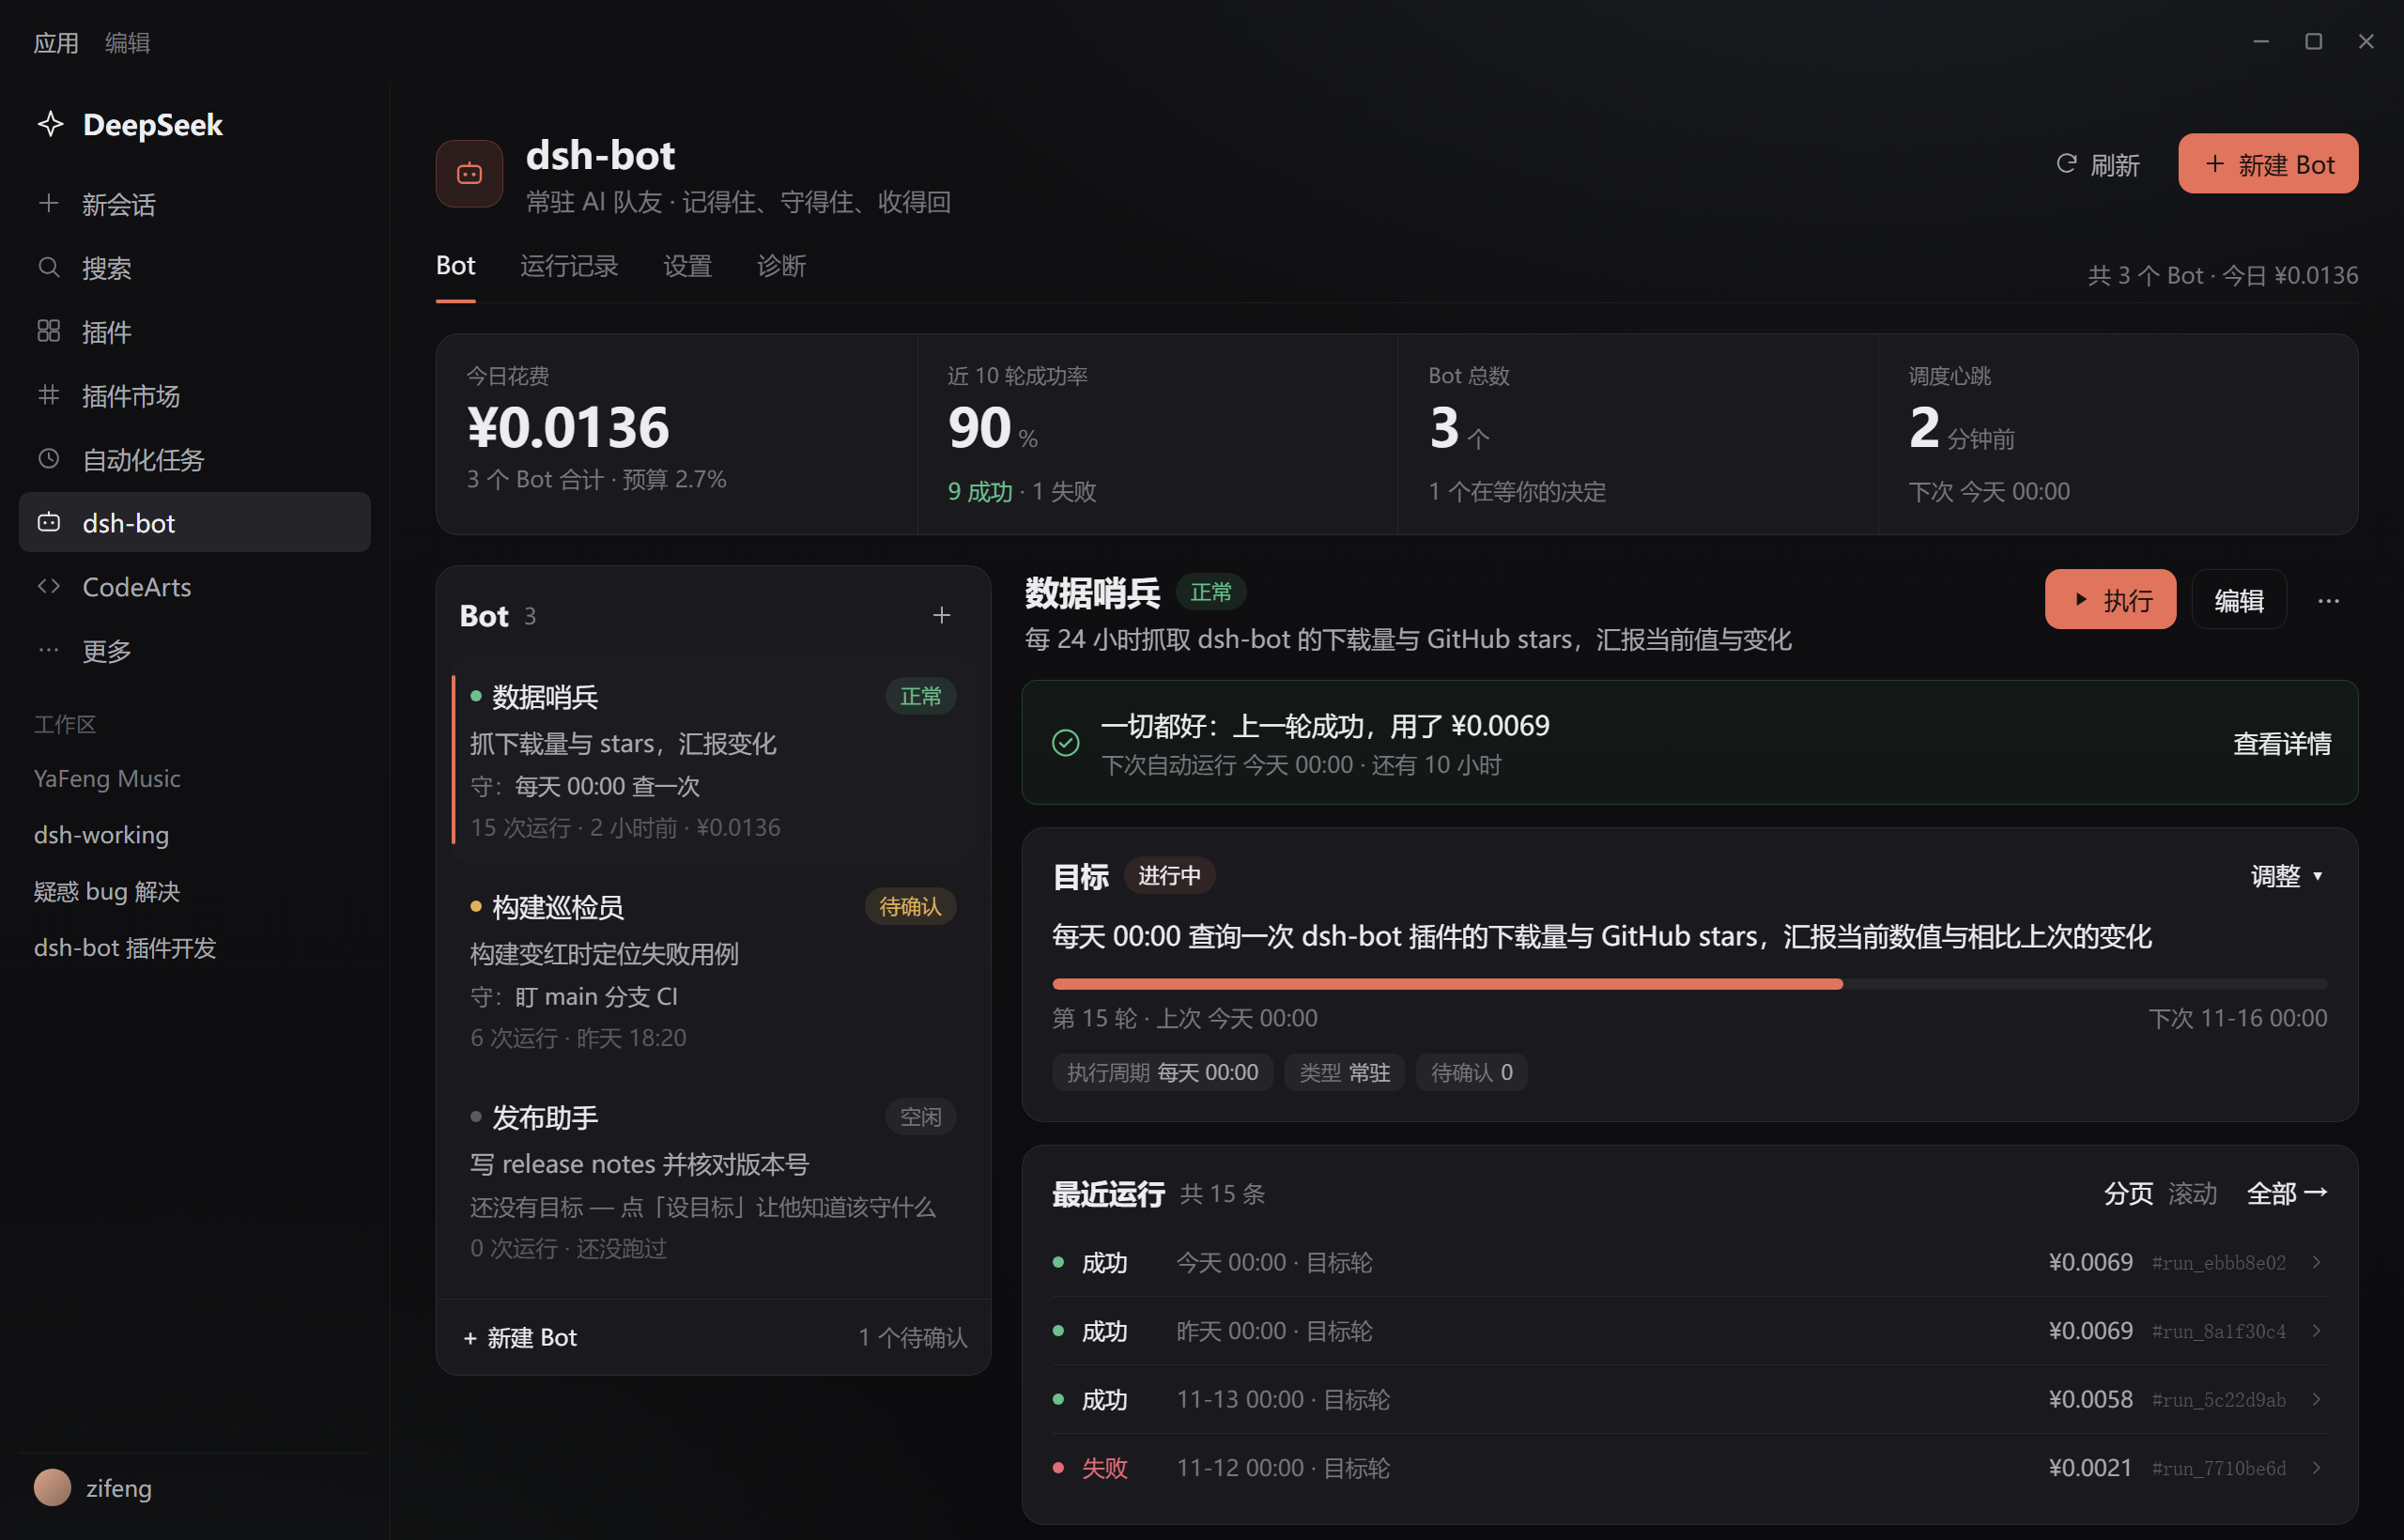 应用 编辑
DeepSeek
新会话
搜索
插件
插件市场
自动化任务
dsh-bot
CodeArts
更多
工作区
YaFeng Music
dsh-working
疑惑 bug 解决
dsh-bot 插件开发
zifeng
dsh-bot
常驻 AI 队友 · 记得住、守得住、收得回
刷新
+ 新建 Bot
Bot 运行记录 设置 诊断
共 3 个 Bot · 今日 ¥0.0136
今日花费
¥0.0136
3 个 Bot 合计 · 预算 2.7%
近 10 轮成功率
90 %
9 成功 · 1 失败
Bot 总数
3 个
1 个在等你的决定
调度心跳
2 分钟前
下次 今天 00:00
Bot 3
数据哨兵 正常
抓下载量与 stars，汇报变化
守：每天 00:00 查一次
15 次运行 · 2 小时前 · ¥0.0136
构建巡检员 待确认
构建变红时定位失败用例
守：盯 main 分支 CI
6 次运行 · 昨天 18:20
发布助手 空闲
写 release notes 并核对版本号
还没有目标 — 点「设目标」让他知道该守什么
0 次运行 · 还没跑过
+ 新建 Bot 1 个待确认
数据哨兵 正常
每 24 小时抓取 dsh-bot 的下载量与 GitHub stars，汇报当前值与变化
执行 编辑 ···
一切都好：上一轮成功，用了 ¥0.0069
下次自动运行 今天 00:00 · 还有 10 小时
查看详情
目标 进行中 调整
每天 00:00 查询一次 dsh-bot 插件的下载量与 GitHub stars，汇报当前数值与相比上次的变化
第 15 轮 · 上次 今天 00:00 下次 11-16 00:00
执行周期 每天 00:00 类型 常驻 待确认 0
最近运行 共 15 条 分页 滚动 全部 →
成功 今天 00:00 · 目标轮 ¥0.0069 #run_ebbb8e02
成功 昨天 00:00 · 目标轮 ¥0.0069 #run_8a1f30c4
成功 11-13 00:00 · 目标轮 ¥0.0058 #run_5c22d9ab
失败 11-12 00:00 · 目标轮 ¥0.0021 #run_7710be6d